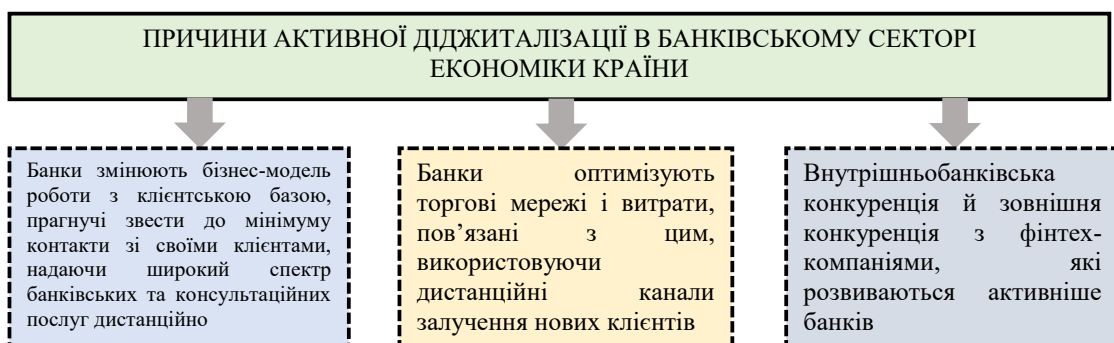 ПРИЧИНИ АКТИВНОЇ ДІДЖИТАЛІЗАЦІЇ В БАНКІВСЬКОМУ СЕКТОРІ
ЕКОНОМІКИ КРАЇНИ
Банки змінюють бізнес-модель
роботи з клієнтською базою,
прагнучі звести до мінімуму
контакти зі своїми клієнтами,
надаючи широкий спектр
банківських та консультаційних
послуг дистанційно
Банки оптимізують
торгові мережі і витрати,
пов’язані з цим,
використовуючи
дистанційні канали
залучення нових клієнтів
Внутрішньобанківська
конкуренція й зовнішня
конкуренція з фінтех-
компаніями, які
розвиваються активніше
банків